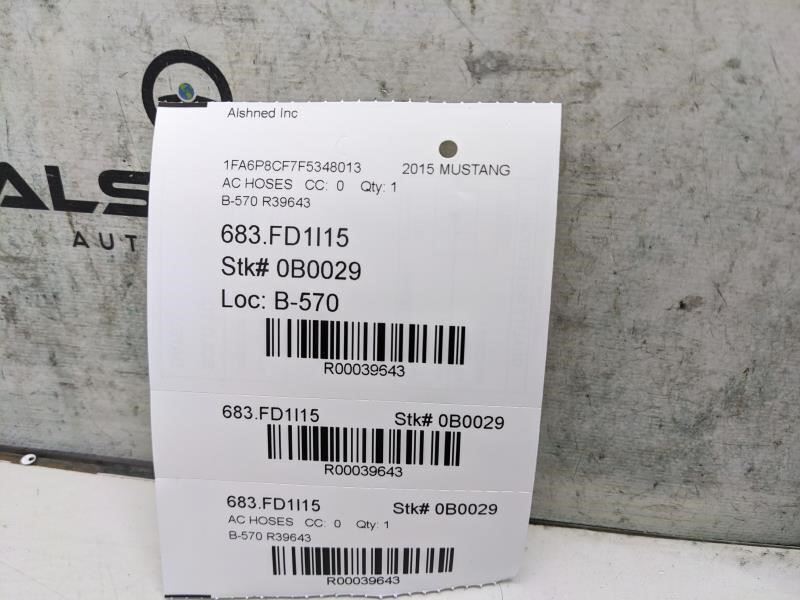 ALS
AUT
Alshned Inc
1FA6P8CF7F5348013 2015 MUSTANG
AC HOSES CC: 0 Qty: 1
B-570 R39643
683.FD1I15
Stk# 0B0029
Loc: B-570
R00039643
683.FD1I15 Stk# 0B0029
R00039643
683.FD1I15 Stk# 0B0029
AC HOSES CC: 0 Qty: 1
B-570 R39643
R00039643